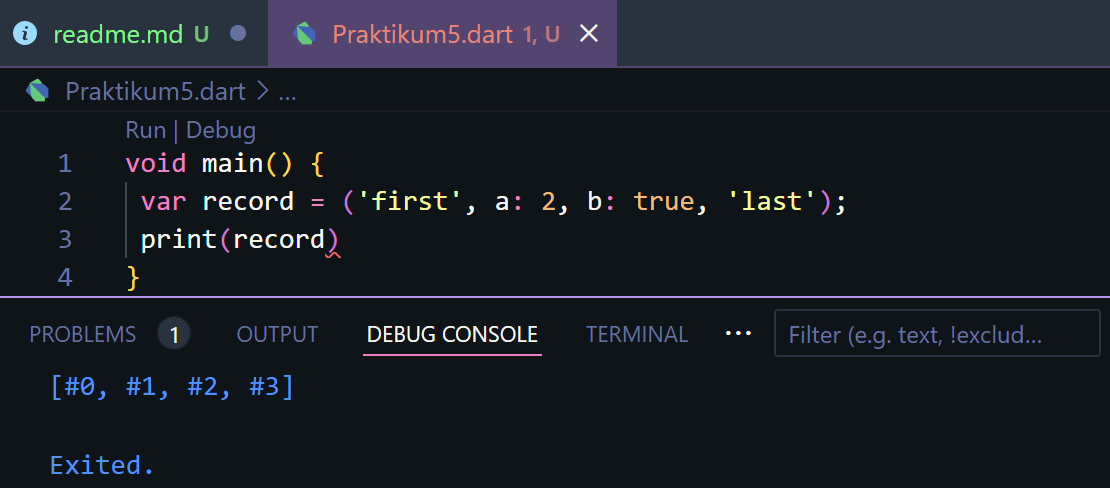 readme.md U Praktikum5.dart 1, U
Praktikum5.dart > ...
Run | Debug
1 void main() {
2 var record = ('first', a: 2, b: true, 'last');
3 print(record)
4 }
PROBLEMS 1 OUTPUT DEBUG CONSOLE TERMINAL ... Filter (e.g. text, !exclud...
[#0, #1, #2, #3]
Exited.